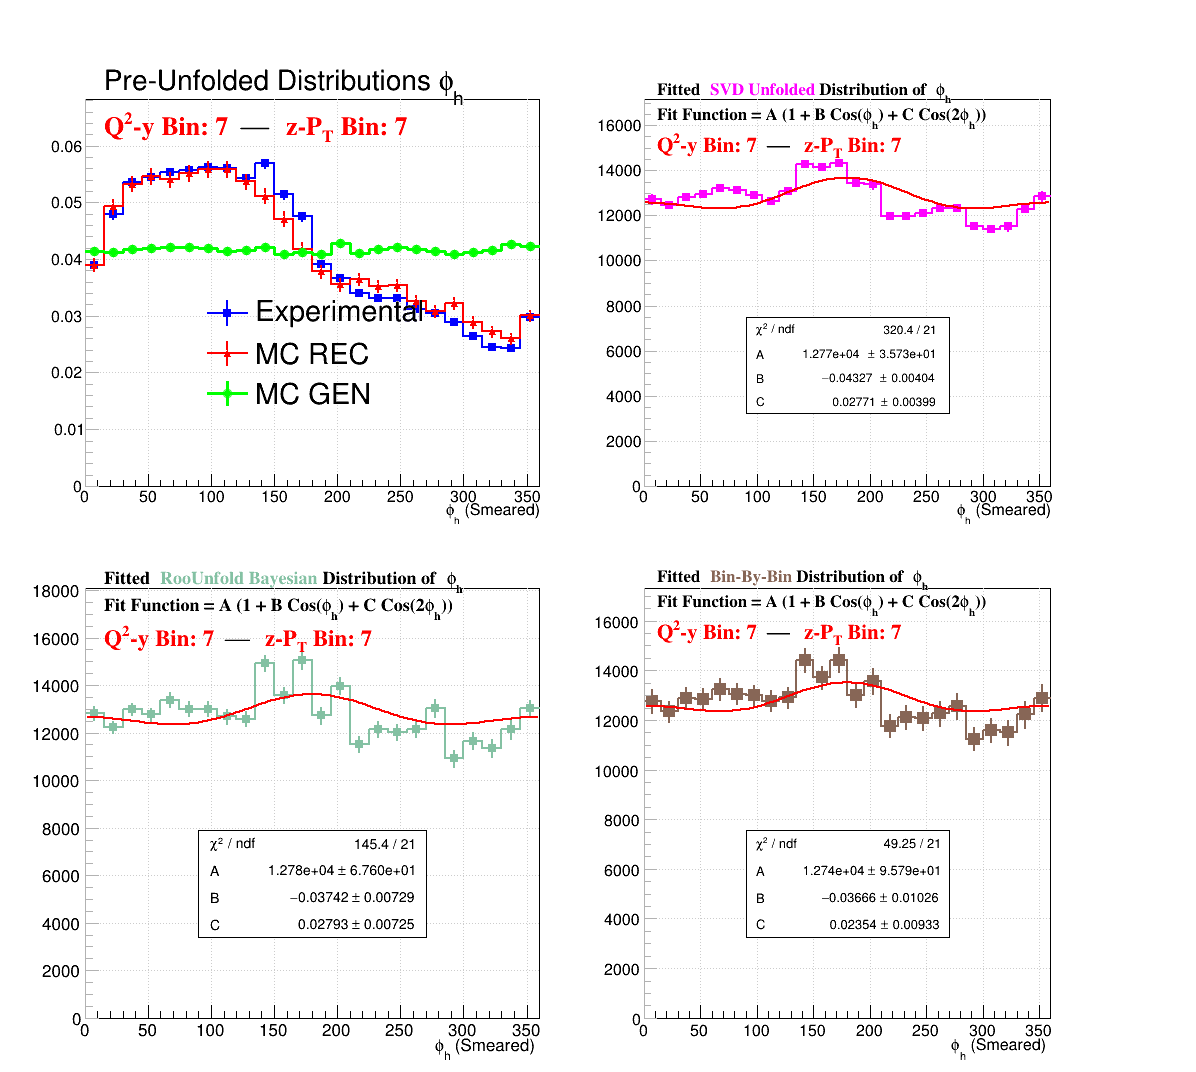 Pre-Unfolded Distributions ϕh
Q²-y Bin: 7 — z-PT Bin: 7
0.06
0.05
0.04
0.03
0.02
0.01
0
Experimental
MC REC
MC GEN
0 50 100 150 200 250 300 350
ϕh (Smeared)
Fitted SVD Unfolded Distribution of ϕh
Fit Function = A (1 + B Cos(ϕh) + C Cos(2ϕh))
Q²-y Bin: 7 — z-PT Bin: 7
16000
14000
12000
10000
8000
6000
4000
2000
0
χ² / ndf 320.4 / 21
A 1.277e+04 ± 3.573e+01
B −0.04327 ± 0.00404
C 0.02771 ± 0.00399
0 50 100 150 200 250 300 350
ϕh (Smeared)
Fitted RooUnfold Bayesian Distribution of ϕh
Fit Function = A (1 + B Cos(ϕh) + C Cos(2ϕh))
Q²-y Bin: 7 — z-PT Bin: 7
18000
16000
14000
12000
10000
8000
6000
4000
2000
0
χ² / ndf 145.4 / 21
A 1.278e+04 ± 6.760e+01
B −0.03742 ± 0.00729
C 0.02793 ± 0.00725
0 50 100 150 200 250 300 350
ϕh (Smeared)
Fitted Bin-By-Bin Distribution of ϕh
Fit Function = A (1 + B Cos(ϕh) + C Cos(2ϕh))
Q²-y Bin: 7 — z-PT Bin: 7
16000
14000
12000
10000
8000
6000
4000
2000
0
χ² / ndf 49.25 / 21
A 1.274e+04 ± 9.579e+01
B −0.03666 ± 0.01026
C 0.02354 ± 0.00933
0 50 100 150 200 250 300 350
ϕh (Smeared)